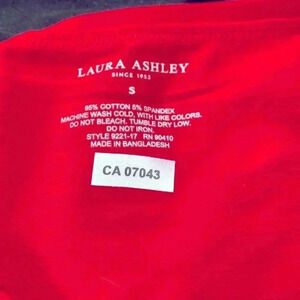 LAURA ASHLEY
SINCE 1953
S
95% COTTON 5% SPANDEX
MACHINE WASH COLD, WITH LIKE COLORS.
DO NOT BLEACH. TUMBLE DRY LOW.
DO NOT IRON.
STYLE 9221-17 RN 90410
MADE IN BANGLADESH
CA 07043